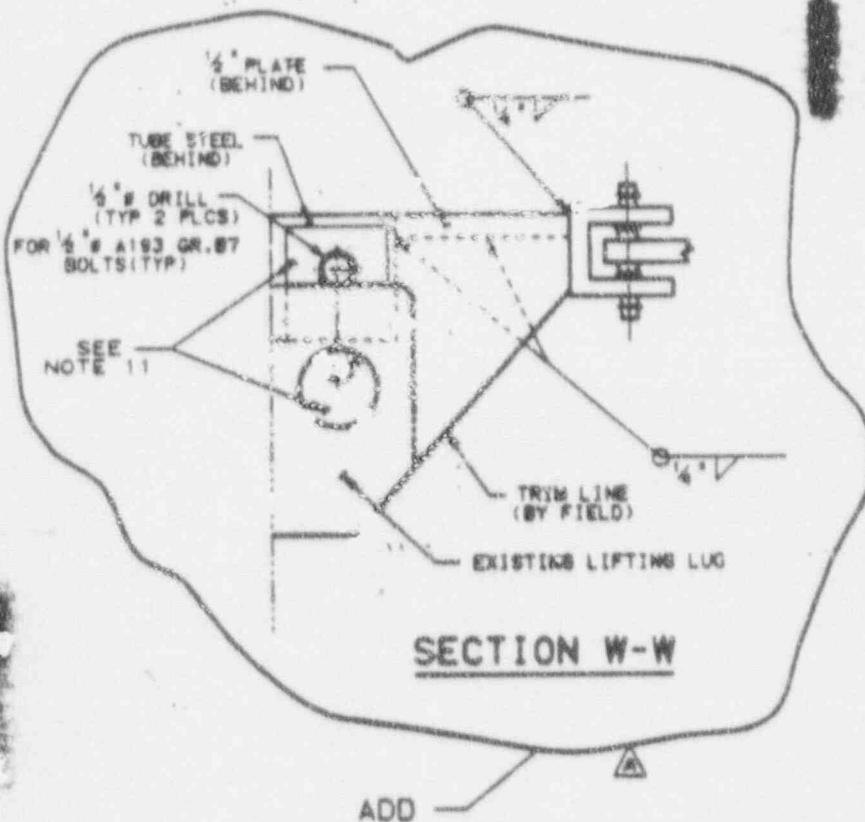 ½" PLATE
(BEHIND)
¼"
TUBE STEEL
(BEHIND)
½"ø DRILL
(TYP 2 PLCS)
FOR ½"ø A193 GR.B7
BOLTS(TYP)
SEE
NOTE 11
¼"
TRIM LINE
(BY FIELD)
EXISTING LIFTING LUG
SECTION W-W
ADD